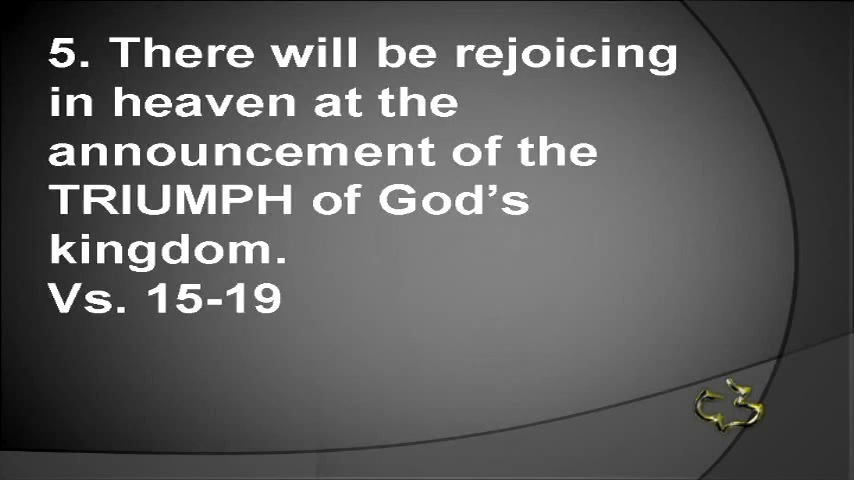 5. There will be rejoicing
in heaven at the
announcement of the
TRIUMPH of God’s
kingdom.
Vs. 15-19